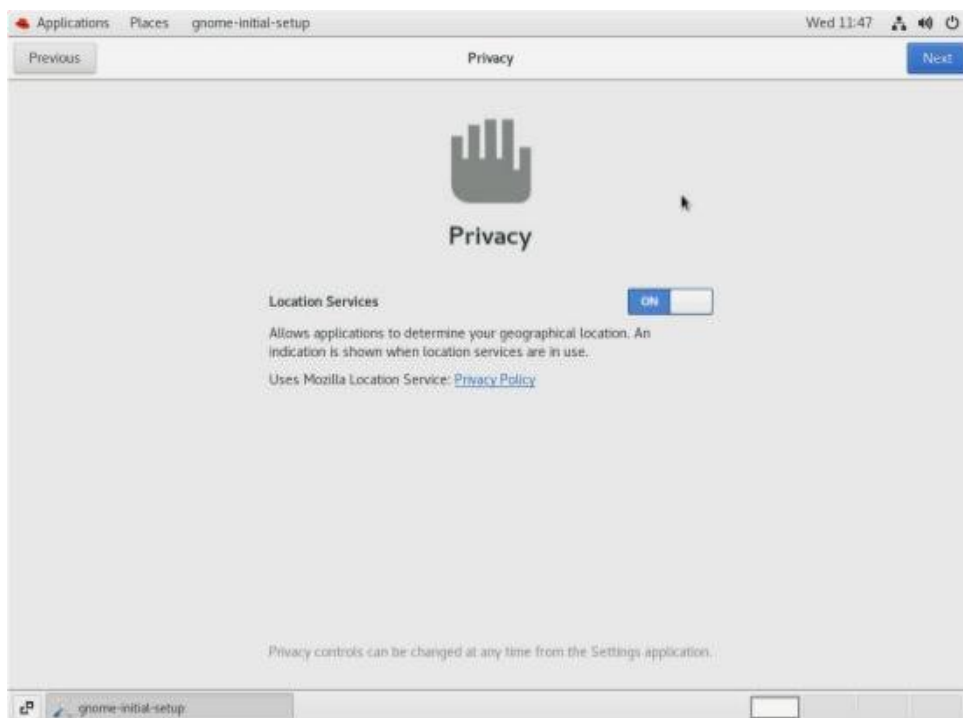 Applications Places gnome-initial-setup Wed 11:47
Previous Privacy Next
Privacy
Location Services ON
Allows applications to determine your geographical location. An
indication is shown when location services are in use.
Uses Mozilla Location Service: Privacy Policy
Privacy controls can be changed at any time from the Settings application.
gnome-initial-setup